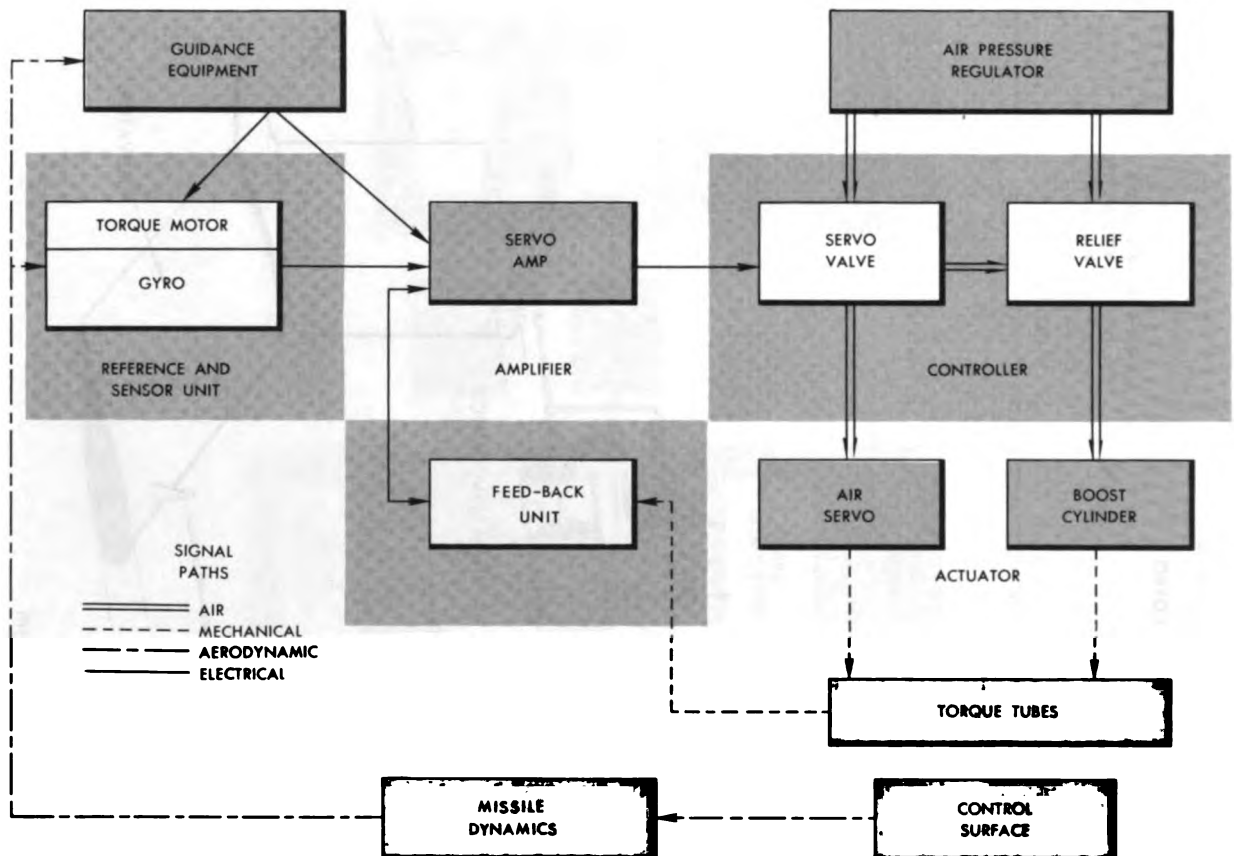 GUIDANCE
EQUIPMENT
AIR PRESSURE
REGULATOR
TORQUE MOTOR
GYRO
SERVO
AMP
SERVO
VALVE
RELIEF
VALVE
REFERENCE AND
SENSOR UNIT
AMPLIFIER
CONTROLLER
FEED-BACK
UNIT
AIR
SERVO
BOOST
CYLINDER
ACTUATOR
SIGNAL
PATHS
AIR
MECHANICAL
AERODYNAMIC
ELECTRICAL
TORQUE TUBES
MISSILE
DYNAMICS
CONTROL
SURFACE